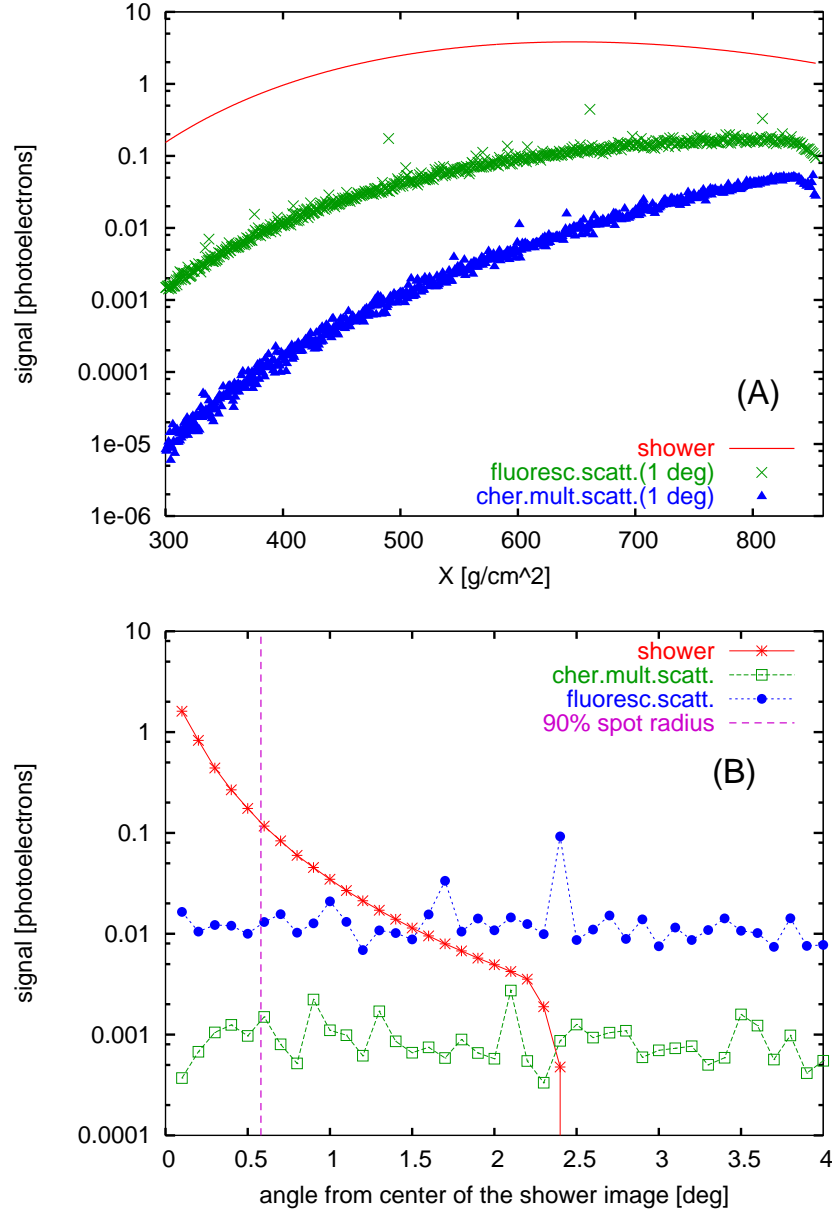 10
1
0.1
0.01
0.001
0.0001
1e-05
1e-06
signal [photoelectrons]
(A)
shower
fluoresc.scatt.(1 deg)
cher.mult.scatt.(1 deg)
300 400 500 600 700 800
X [g/cm^2]
10
1
0.1
0.01
0.001
0.0001
signal [photoelectrons]
shower
cher.mult.scatt.
fluoresc.scatt.
90% spot radius
(B)
0 0.5 1 1.5 2 2.5 3 3.5 4
angle from center of the shower image [deg]